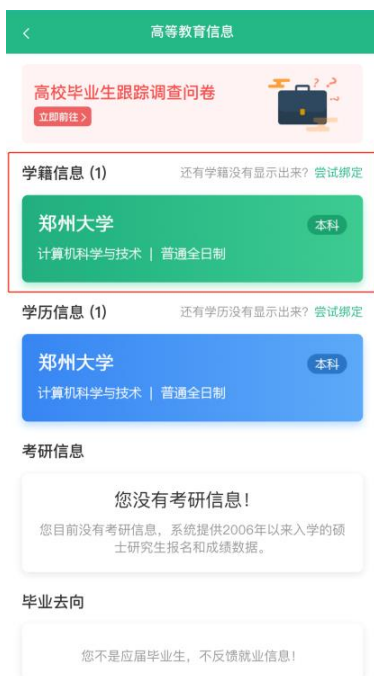 高等教育信息
高校毕业生跟踪调查问卷
立即前往>
学籍信息 (1) 还有学籍没有显示出来? 尝试绑定
郑州大学 本科
计算机科学与技术 | 普通全日制
学历信息 (1) 还有学历没有显示出来? 尝试绑定
郑州大学 本科
计算机科学与技术 | 普通全日制
考研信息
您没有考研信息!
您目前没有考研信息，系统提供2006年以来入学的硕
士研究生报名和成绩数据。
毕业去向
您不是应届毕业生，不反馈就业信息!